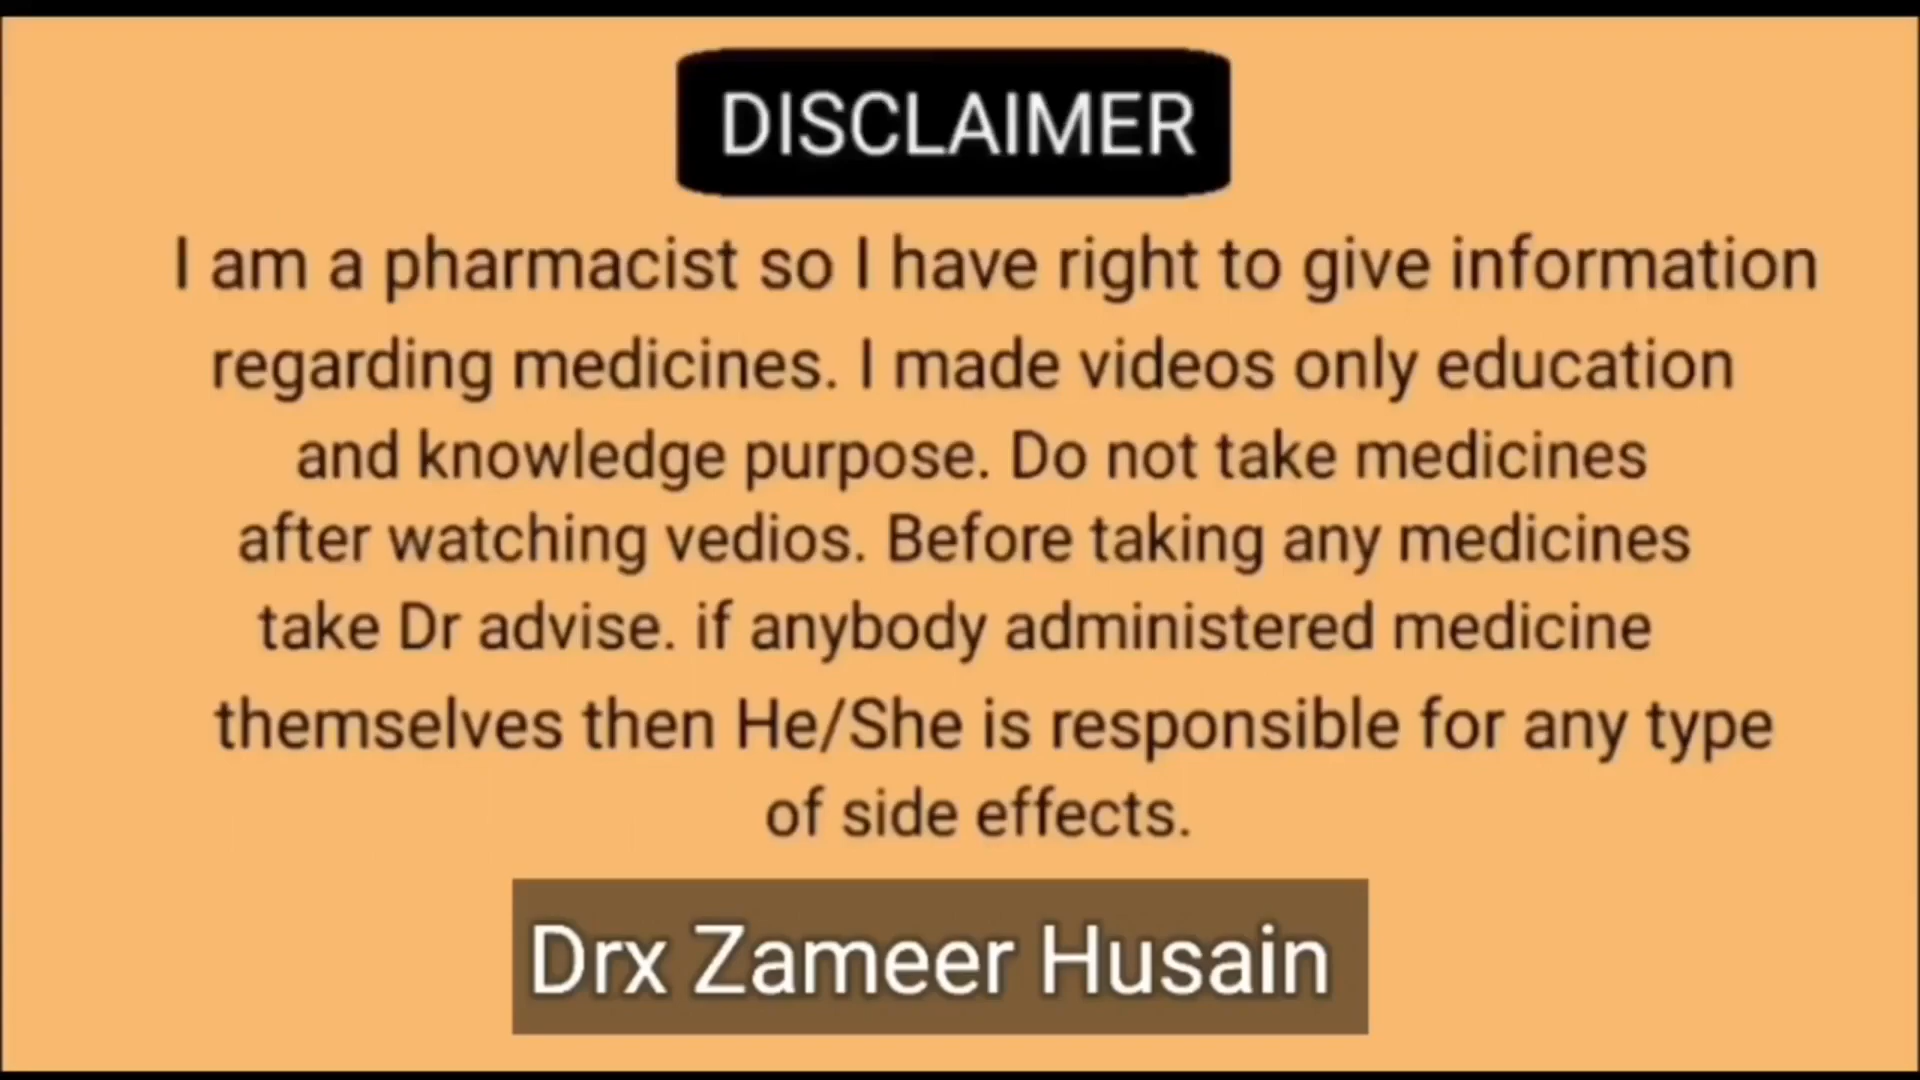 DISCLAIMER
I am a pharmacist so I have right to give information
regarding medicines. I made videos only education
and knowledge purpose. Do not take medicines
after watching vedios. Before taking any medicines
take Dr advise. if anybody administered medicine
themselves then He/She is responsible for any type
of side effects.
Drx Zameer Husain